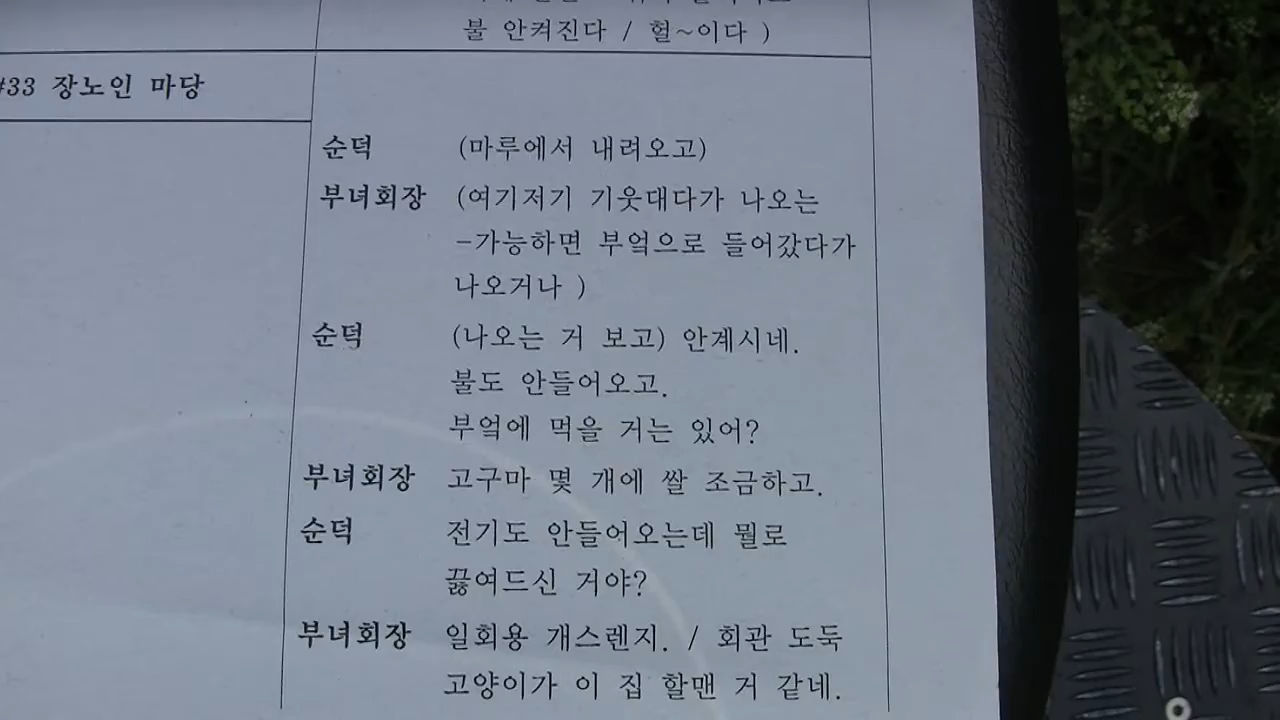 불 안켜진다 / 헐~이다 )
#33 장노인 마당
순덕 (마루에서 내려오고)
부녀회장 (여기저기 기웃대다가 나오는
-가능하면 부엌으로 들어갔다가
나오거나 )
순덕 (나오는 거 보고) 안계시네.
불도 안들어오고.
부엌에 먹을 거는 있어?
부녀회장 고구마 몇 개에 쌀 조금하고.
순덕 전기도 안들어오는데 뭘로
끓여드신 거야?
부녀회장 일회용 개스렌지. / 회관 도둑
고양이가 이 집 할맨 거 같네.